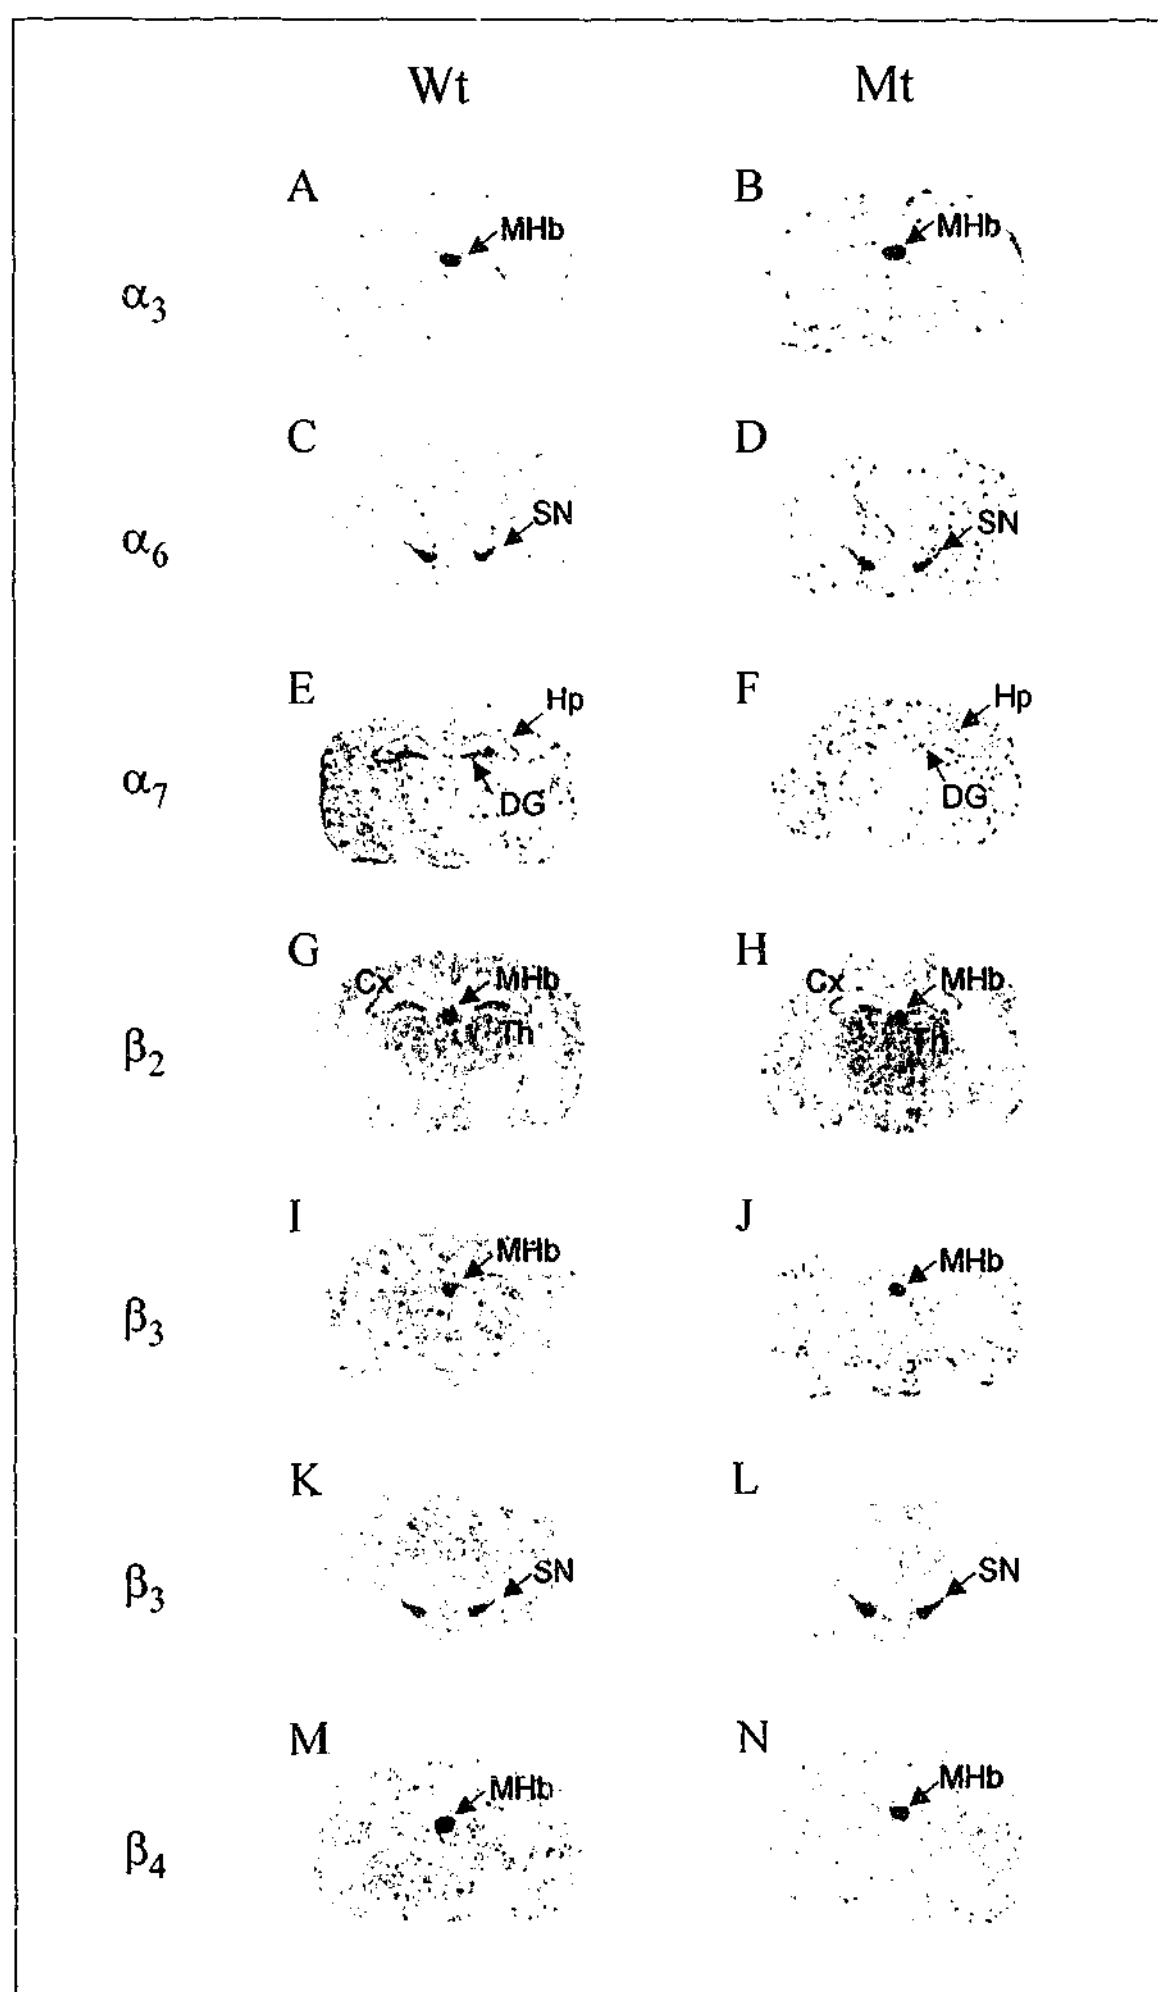 Wt Mt
A MHb B MHb
α3
C SN D SN
α6
E Hp DG F Hp DG
α7
G Cx MHb Th H Cx MHb Th
β2
I MHb J MHb
β3
K SN L SN
β3
M MHb N MHb
β4